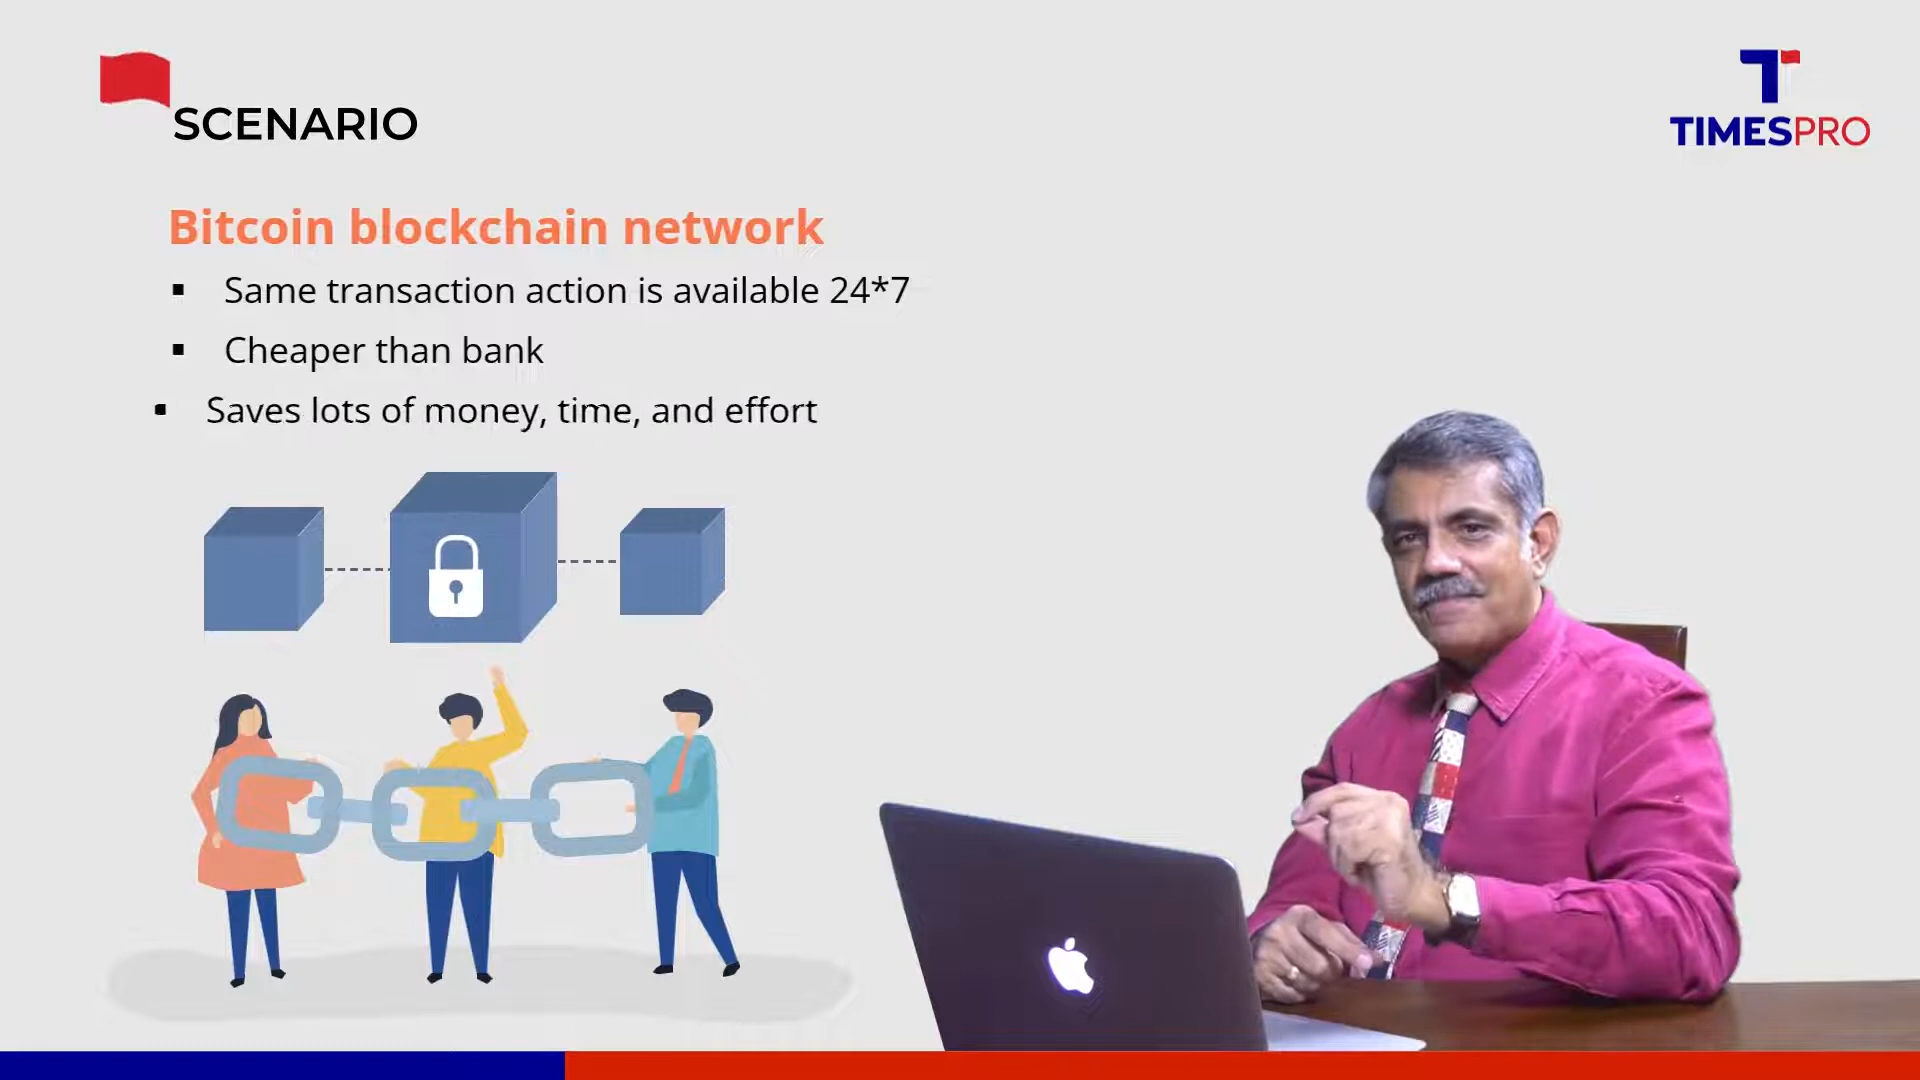 SCENARIO
TIMESPRO
Bitcoin blockchain network
Same transaction action is available 24*7
Cheaper than bank
Saves lots of money, time, and effort